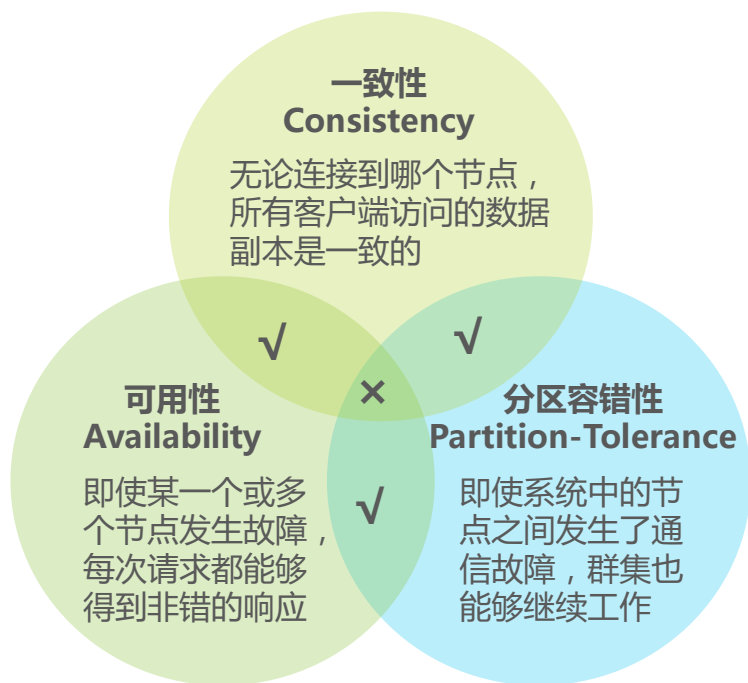 一致性
Consistency
无论连接到哪个节点，
所有客户端访问的数据
副本是一致的
√
√
×
可用性
Availability
即使某一个或多
个节点发生故障，
每次请求都能够
得到非错的响应
分区容错性
Partition-Tolerance
即使系统中的节
点之间发生了通
信故障，群集也
能够继续工作
√